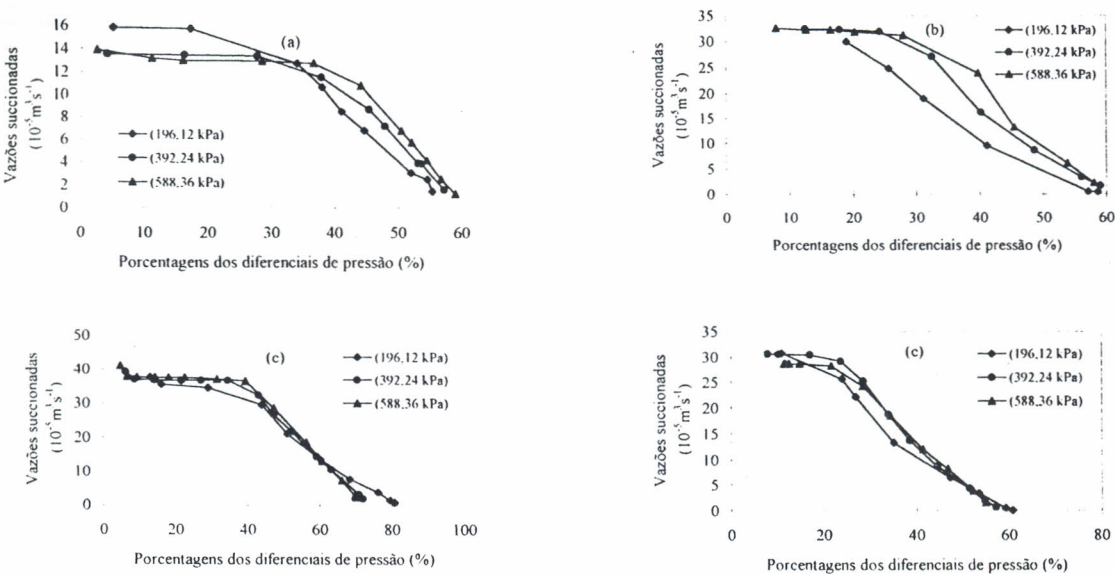 Vazões succionadas
(10⁻⁵m³s⁻¹)
16
14
12
10
8
6
4
2
0
(a)
(196,12 kPa)
(392,24 kPa)
(588,36 kPa)
0 10 20 30 40 50 60
Porcentagens dos diferenciais de pressão (%)
Vazões succionadas
(10⁻⁵m³s⁻¹)
35
30
25
20
15
10
5
0
(b)
(196,12 kPa)
(392,24 kPa)
(588,36 kPa)
0 10 20 30 40 50 60
Porcentagens dos diferenciais de pressão (%)
Vazões succionadas
(10⁻⁵m³s⁻¹)
50
40
30
20
10
0
(c)
(196,12 kPa)
(392,24 kPa)
(588,36 kPa)
0 20 40 60 80 100
Porcentagens dos diferenciais de pressão (%)
Vazões succionadas
(10⁻⁵m³s⁻¹)
35
30
25
20
15
10
5
0
(c)
(196,12 kPa)
(392,24 kPa)
(588,36 kPa)
0 20 40 60 80
Porcentagens dos diferenciais de pressão (%)